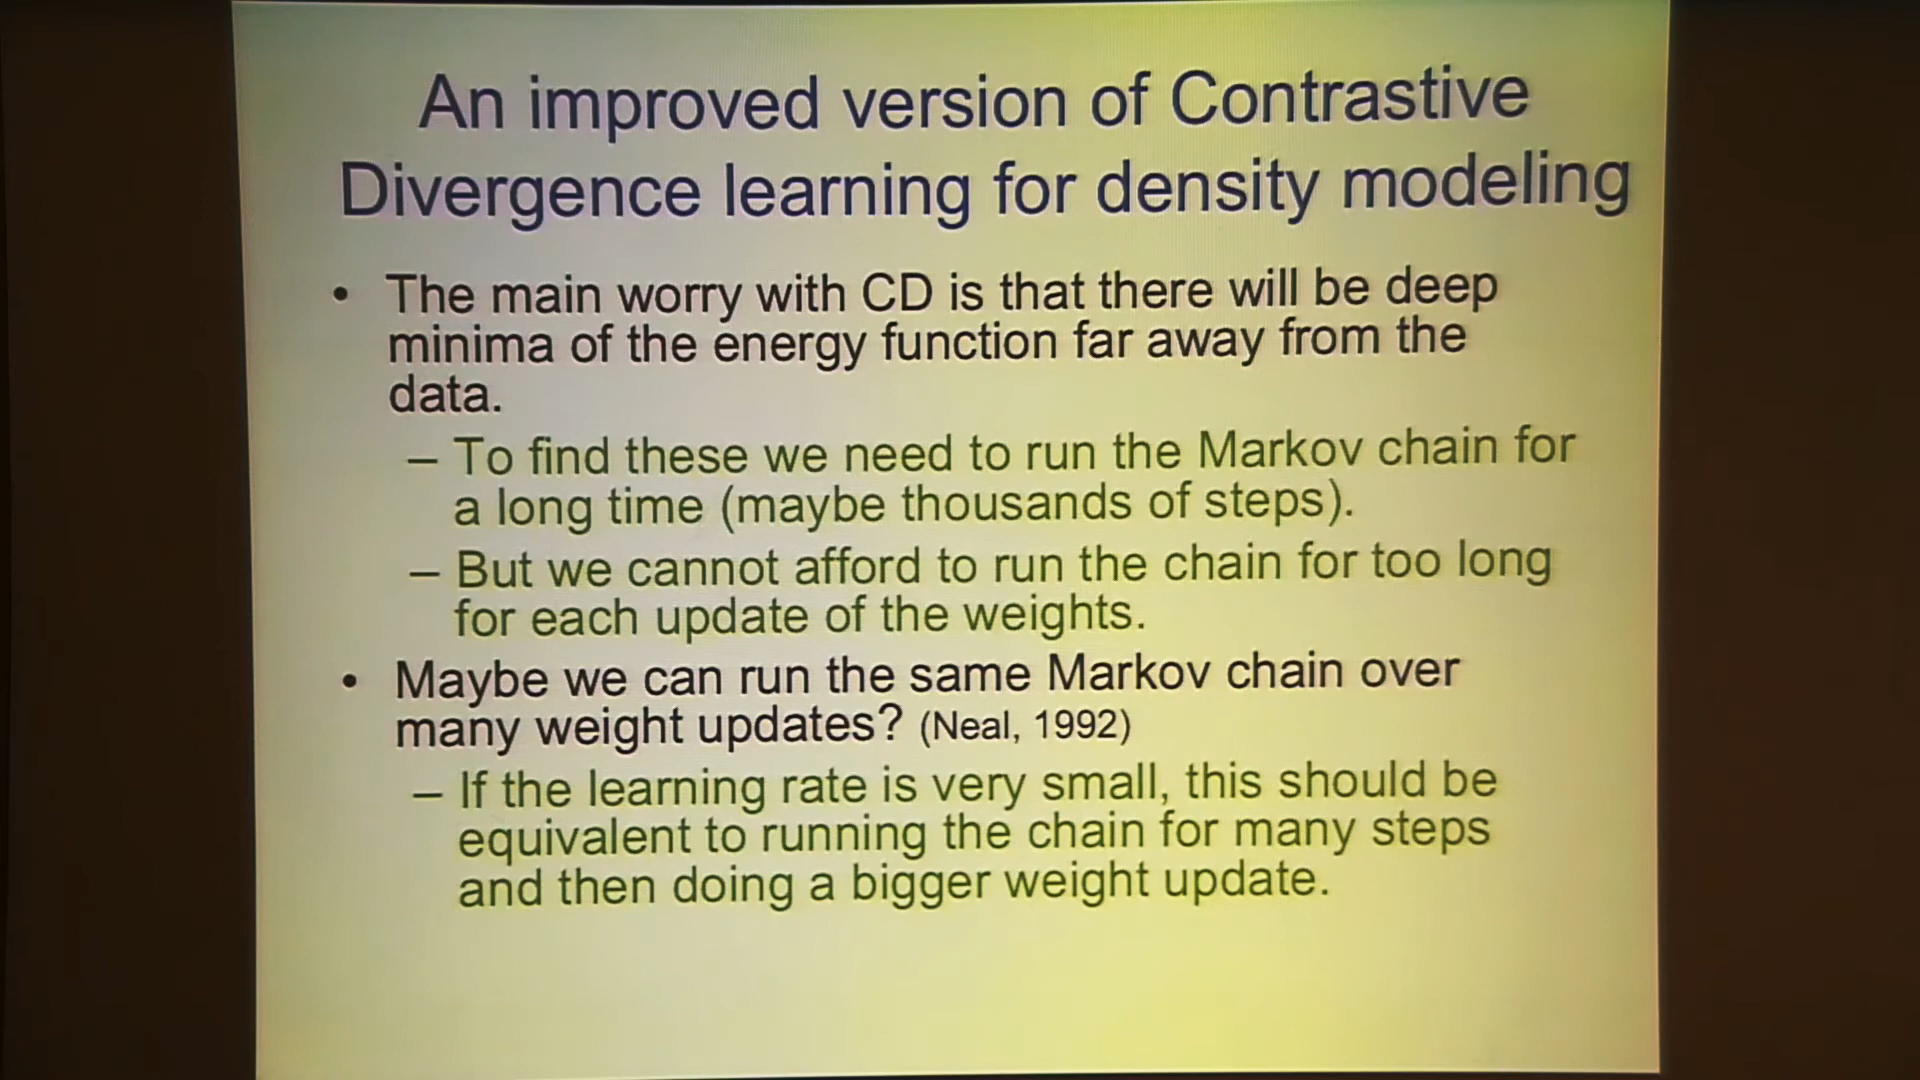 An improved version of Contrastive
Divergence learning for density modeling
• The main worry with CD is that there will be deep
minima of the energy function far away from the
data.
– To find these we need to run the Markov chain for
a long time (maybe thousands of steps).
– But we cannot afford to run the chain for too long
for each update of the weights.
• Maybe we can run the same Markov chain over
many weight updates? (Neal, 1992)
– If the learning rate is very small, this should be
equivalent to running the chain for many steps
and then doing a bigger weight update.